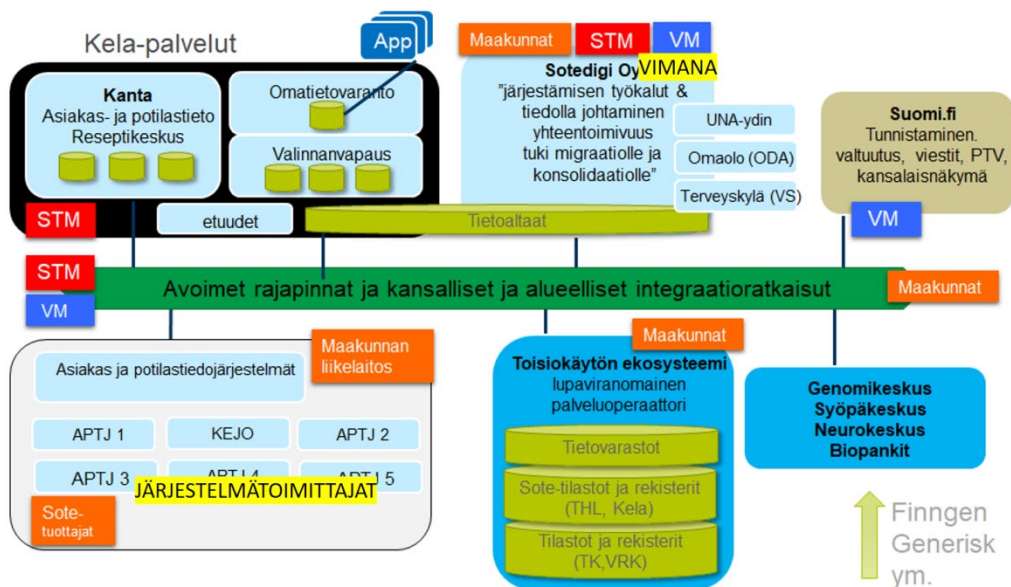 Kela-palvelut
App
Maakunnat
STM
VM
VIMANA
Kanta
Asiakas- ja potilastieto
Reseptikeskus
Omatietovaranto
Valinnanvapaus
Sotedigi Oy
"järjestämisen työkalut &
tiedolla johtaminen
yhteentoimivuus
tuki migraatiolle ja
konsolidaatiolle"
UNA-ydin
Omaolo (ODA)
Terveyskylä (VS)
Suomi.fi
Tunnistaminen.
valtuutus, viestit, PTV,
kansalaisnäkymä
VM
STM
etuudet
Tietoaltaat
STM
VM
Avoimet rajapinnat ja kansalliset ja alueelliset integraatioratkaisut
Maakunnat
Maakunnan
liikelaitos
Asiakas ja potilastiedojärjestelmät
APTJ 1
KEJO
APTJ 2
APTJ 3
APTJ 4
APTJ 5
JÄRJESTELMÄTOIMITTAJAT
Sote-
tuottajat
Maakunnat
Toisiokäytön ekosysteemi
lupaviranomainen
palveluoperaattori
Tietovarastot
Sote-tilastot ja rekisterit
(THL, Kela)
Tilastot ja rekisterit
(TK,VRK)
Genomikeskus
Syöpäkeskus
Neurokeskus
Biopankit
Finngen
Generisk
ym.